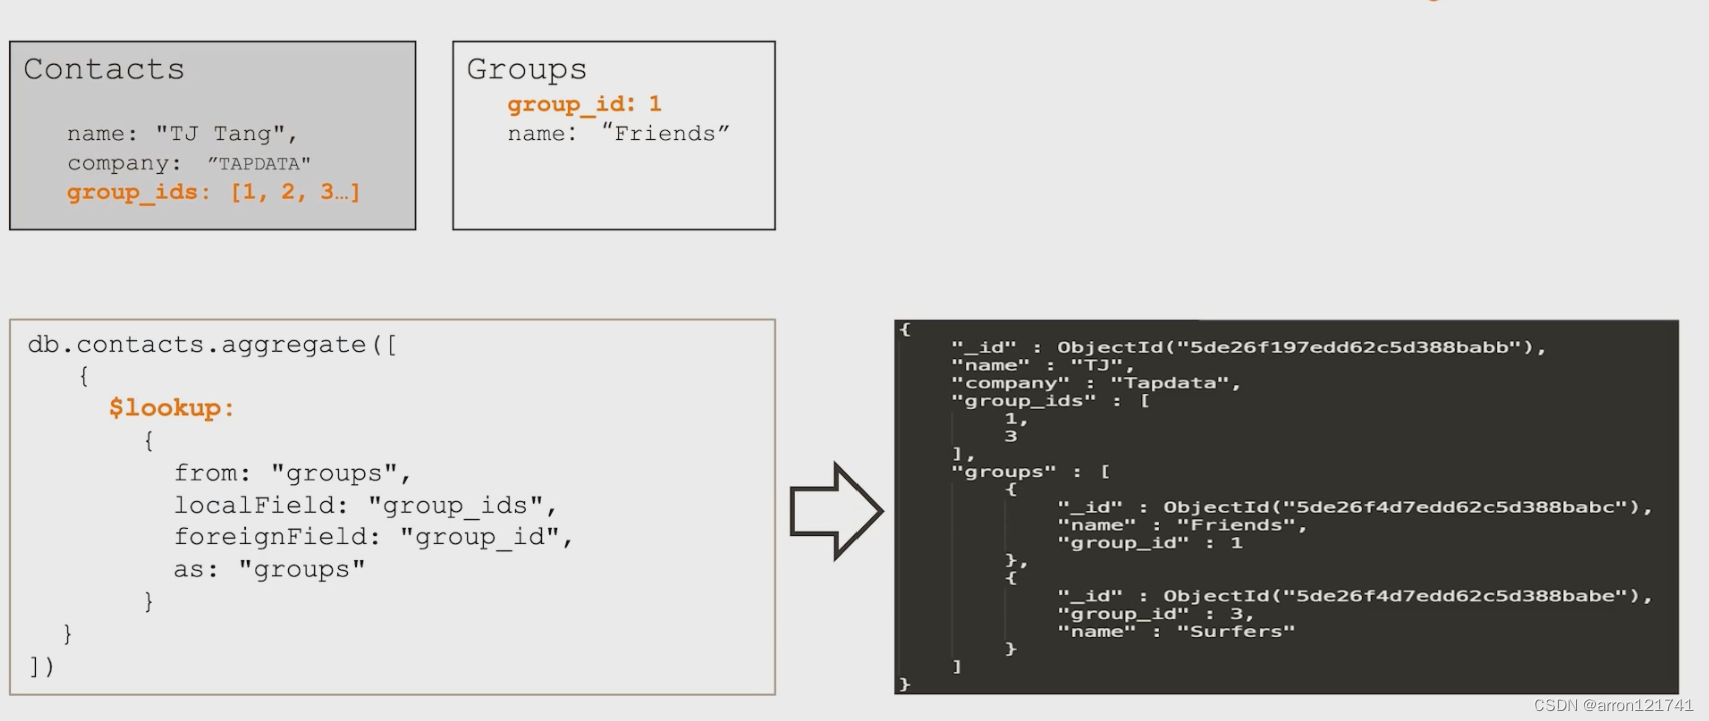 Contacts
name: "TJ Tang",
company: ”TAPDATA"
group_ids: [1, 2, 3…]
Groups
group_id: 1
name: “Friends”
db.contacts.aggregate([
{
$lookup:
{
from: "groups",
localField: "group_ids",
foreignField: "group_id",
as: "groups"
}
}
])
{
"_id" : ObjectId("5de26f197edd62c5d388babb"),
"name" : "TJ",
"company" : "Tapdata",
"group_ids" : [
1,
3
],
"groups" : [
{
"_id" : ObjectId("5de26f4d7edd62c5d388babc"),
"name" : "Friends",
"group_id" : 1
},
{
"_id" : ObjectId("5de26f4d7edd62c5d388babe"),
"group_id" : 3,
"name" : "Surfers"
}
]
}
CSDN @arron121741